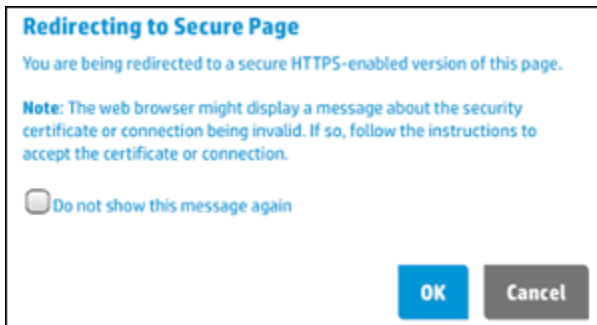 Redirecting to Secure Page
You are being redirected to a secure HTTPS-enabled version of this page.
Note: The web browser might display a message about the security
certificate or connection being invalid. If so, follow the instructions to
accept the certificate or connection.
Do not show this message again
OK
Cancel